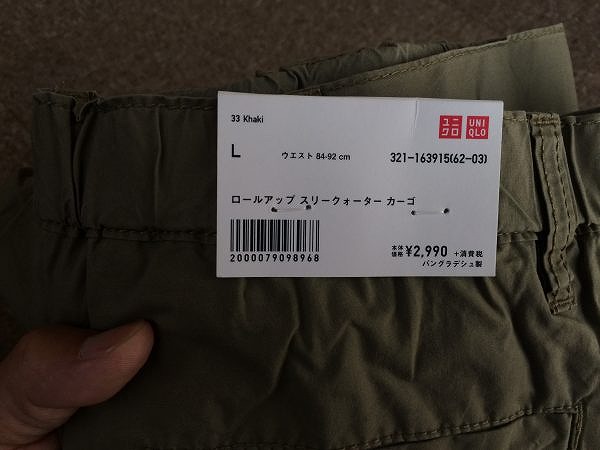 33 Khaki
ユニ
クロ
UNI
QLO
L ウエスト 84-92 cm 321-163915(62-03)
ロールアップ スリークォーター カーゴ
2000079098968
本体価格 ¥2,990 +消費税
バングラデシュ製